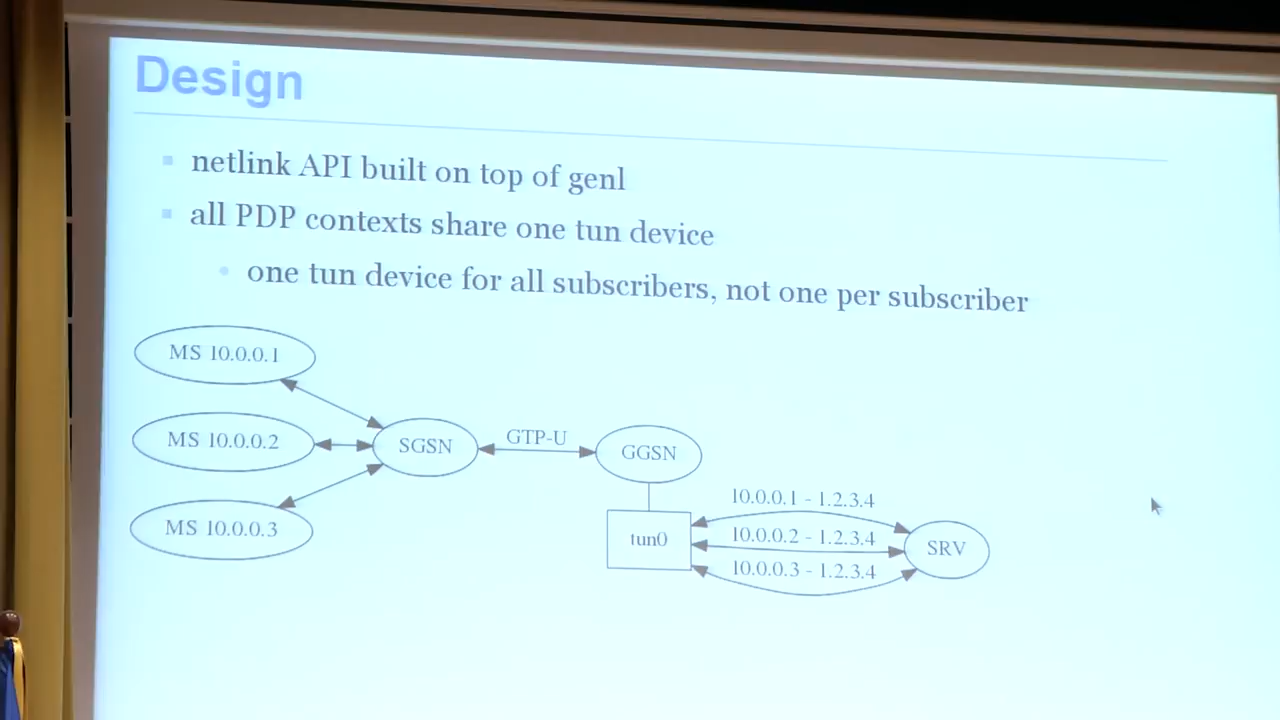 Design
netlink API built on top of genl
all PDP contexts share one tun device
one tun device for all subscribers, not one per subscriber
MS 10.0.0.1
MS 10.0.0.2
MS 10.0.0.3
SGSN
GTP-U
GGSN
tun0
10.0.0.1 - 1.2.3.4
10.0.0.2 - 1.2.3.4
10.0.0.3 - 1.2.3.4
SRV